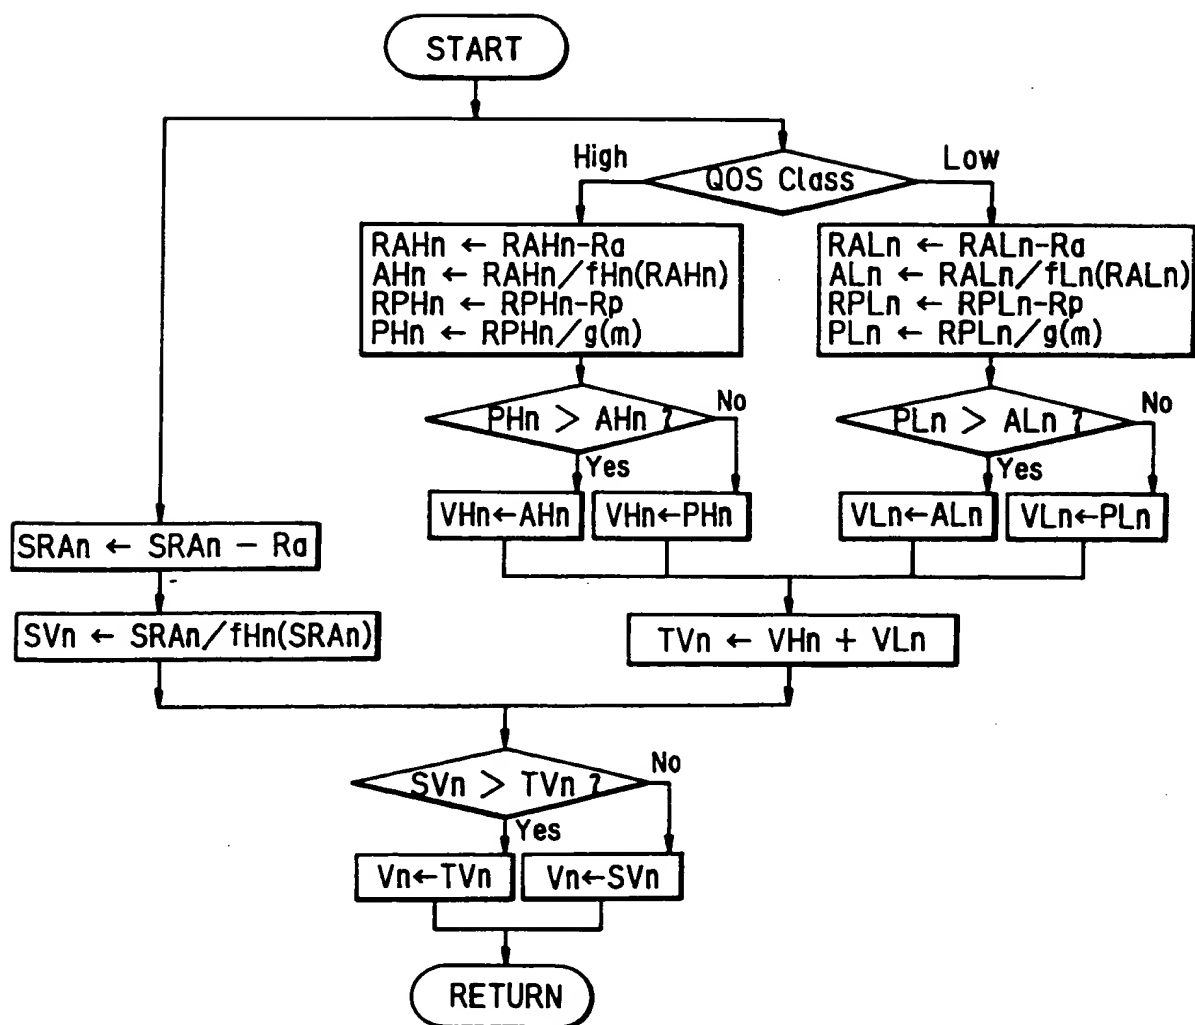 START
High
Low
QOS Class
RAHn ← RAHn-Ra
AHn ← RAHn/fHn(RAHn)
RPHn ← RPHn-Rp
PHn ← RPHn/g(m)
RALn ← RALn-Ra
ALn ← RALn/fLn(RALn)
RPLn ← RPLn-Rp
PLn ← RPLn/g(m)
PHn > AHn ?
No
Yes
PLn > ALn ?
No
Yes
VHn←AHn
VHn←PHn
VLn←ALn
VLn←PLn
SRAn ← SRAn - Ra
SVn ← SRAn/fHn(SRAn)
TVn ← VHn + VLn
SVn > TVn ?
No
Yes
Vn←TVn
Vn←SVn
RETURN